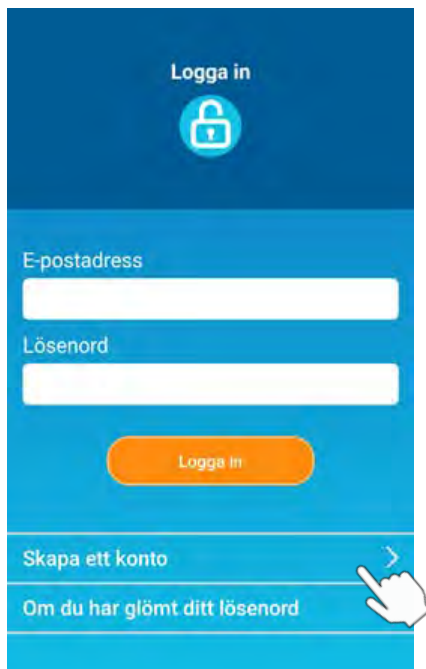 Logga in
E-postadress
Lösenord
Logga in
Skapa ett konto
Om du har glömt ditt lösenord